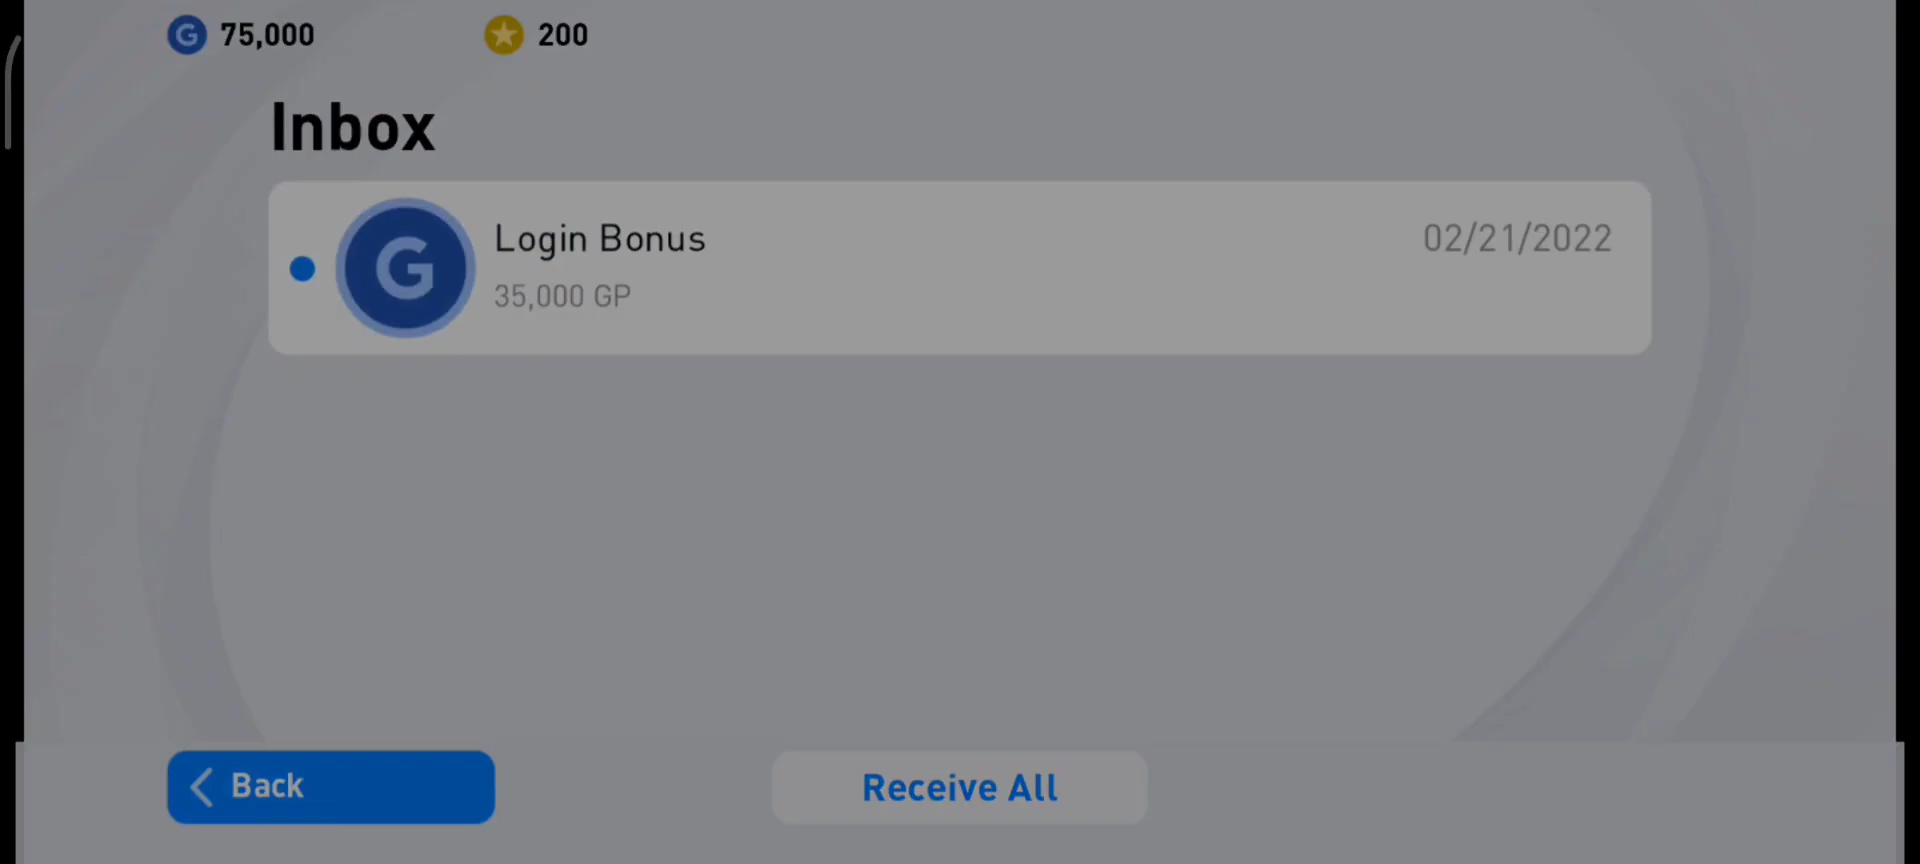 G 75,000 200
Inbox
G
Login Bonus 02/21/2022
35,000 GP
Back Receive All